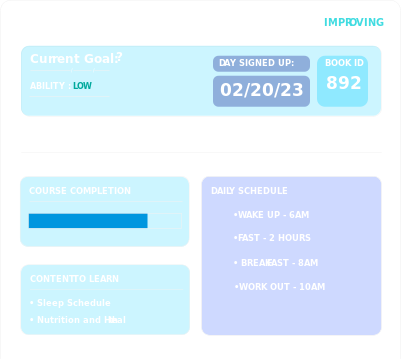 IMPROVING
Current Goal:?
ABILITY : LOW
DAY SIGNED UP:
02/20/23
BOOK ID
892
COURSE COMPLETION
DAILY SCHEDULE
•WAKE UP - 6AM
•FAST - 2 HOURS
• BREAKFAST - 8AM
•WORK OUT - 10AM
CONTENT TO LEARN
• Sleep Schedule
• Nutrition and